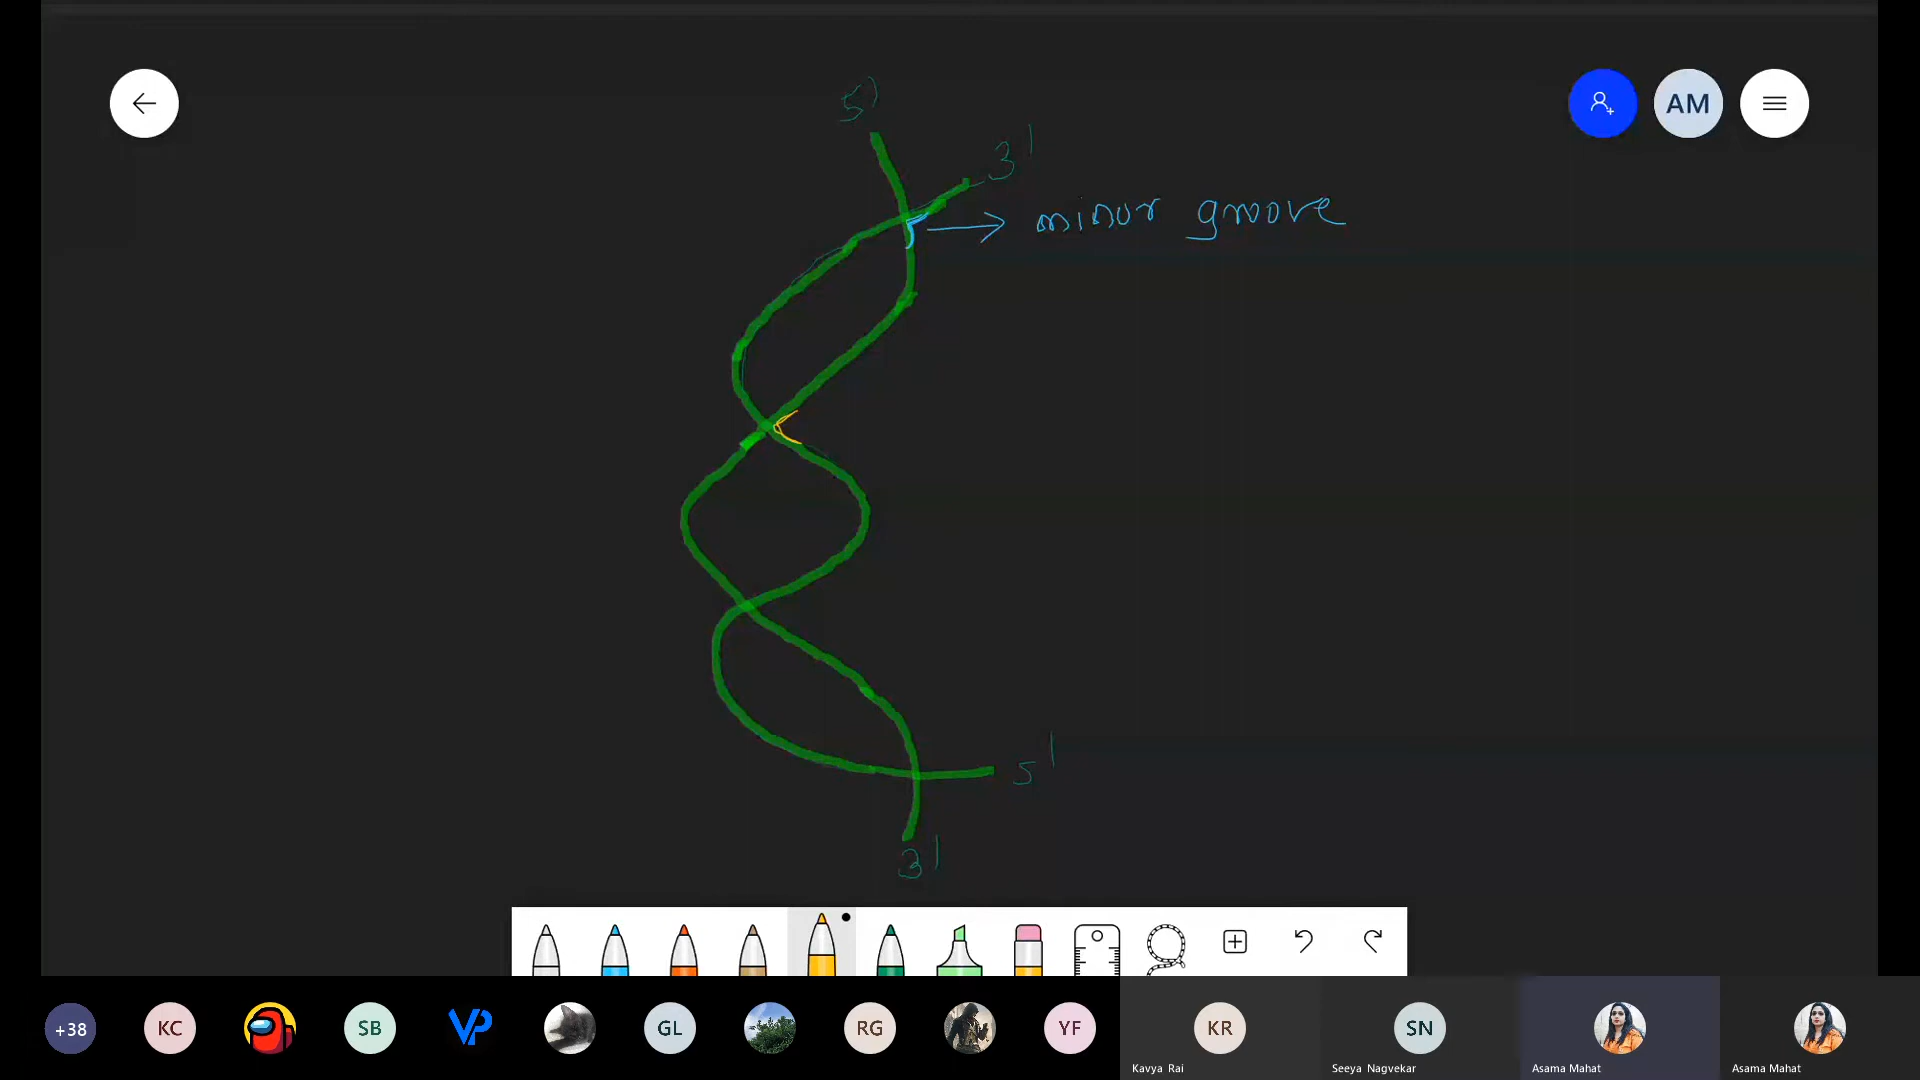 5'
3'
AM
minor groove
5'
3'
+38
KC
SB
VP
GL
RG
YF
KR
SN
Kavya Rai
Seeya Nagvekar
Asama Mahat
Asama Mahat